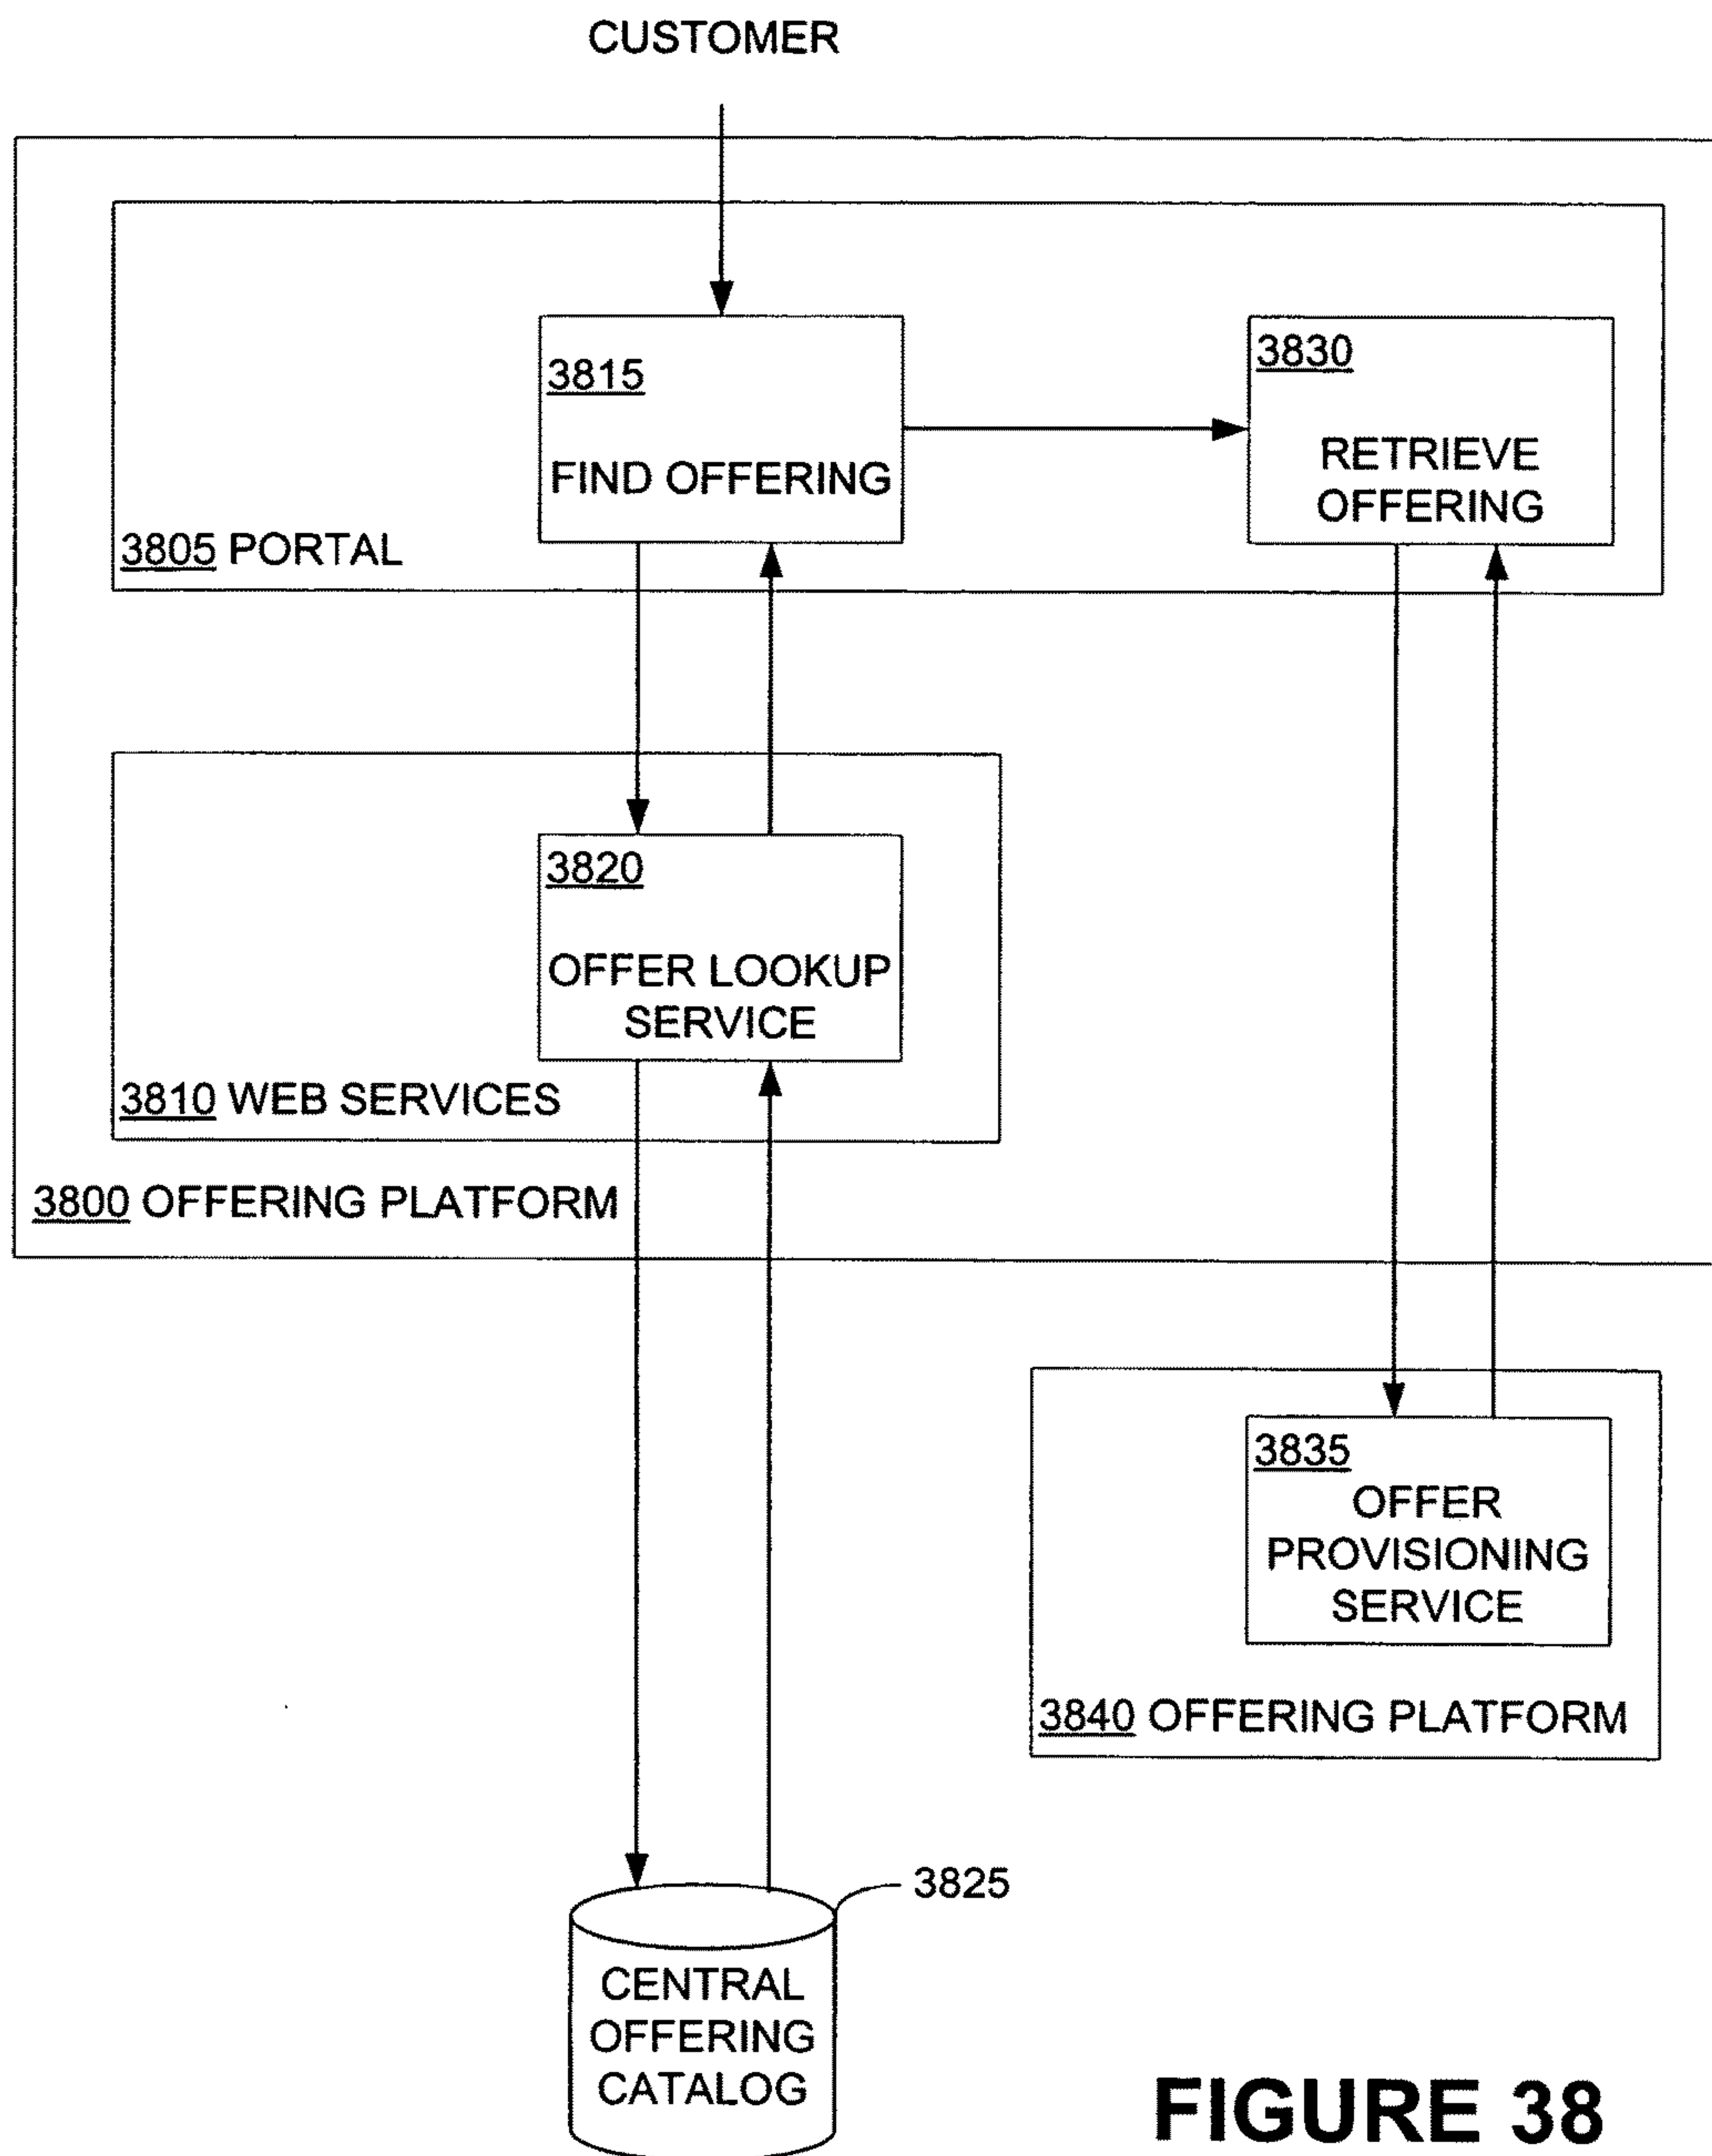 CUSTOMER
3815
FIND OFFERING
3830
RETRIEVE
OFFERING
3805 PORTAL
3820
OFFER LOOKUP
SERVICE
3810 WEB SERVICES
3800 OFFERING PLATFORM
3835
OFFER
PROVISIONING
SERVICE
3840 OFFERING PLATFORM
3825
CENTRAL
OFFERING
CATALOG
FIGURE 38